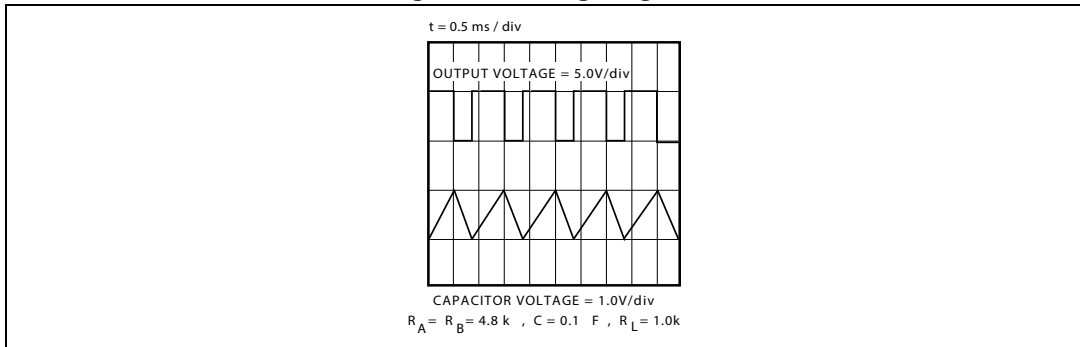 t = 0.5 ms / div
OUTPUT VOLTAGE = 5.0V/div
CAPACITOR VOLTAGE = 1.0V/div
R A = R B = 4.8 k , C = 0.1 F , R L = 1.0k